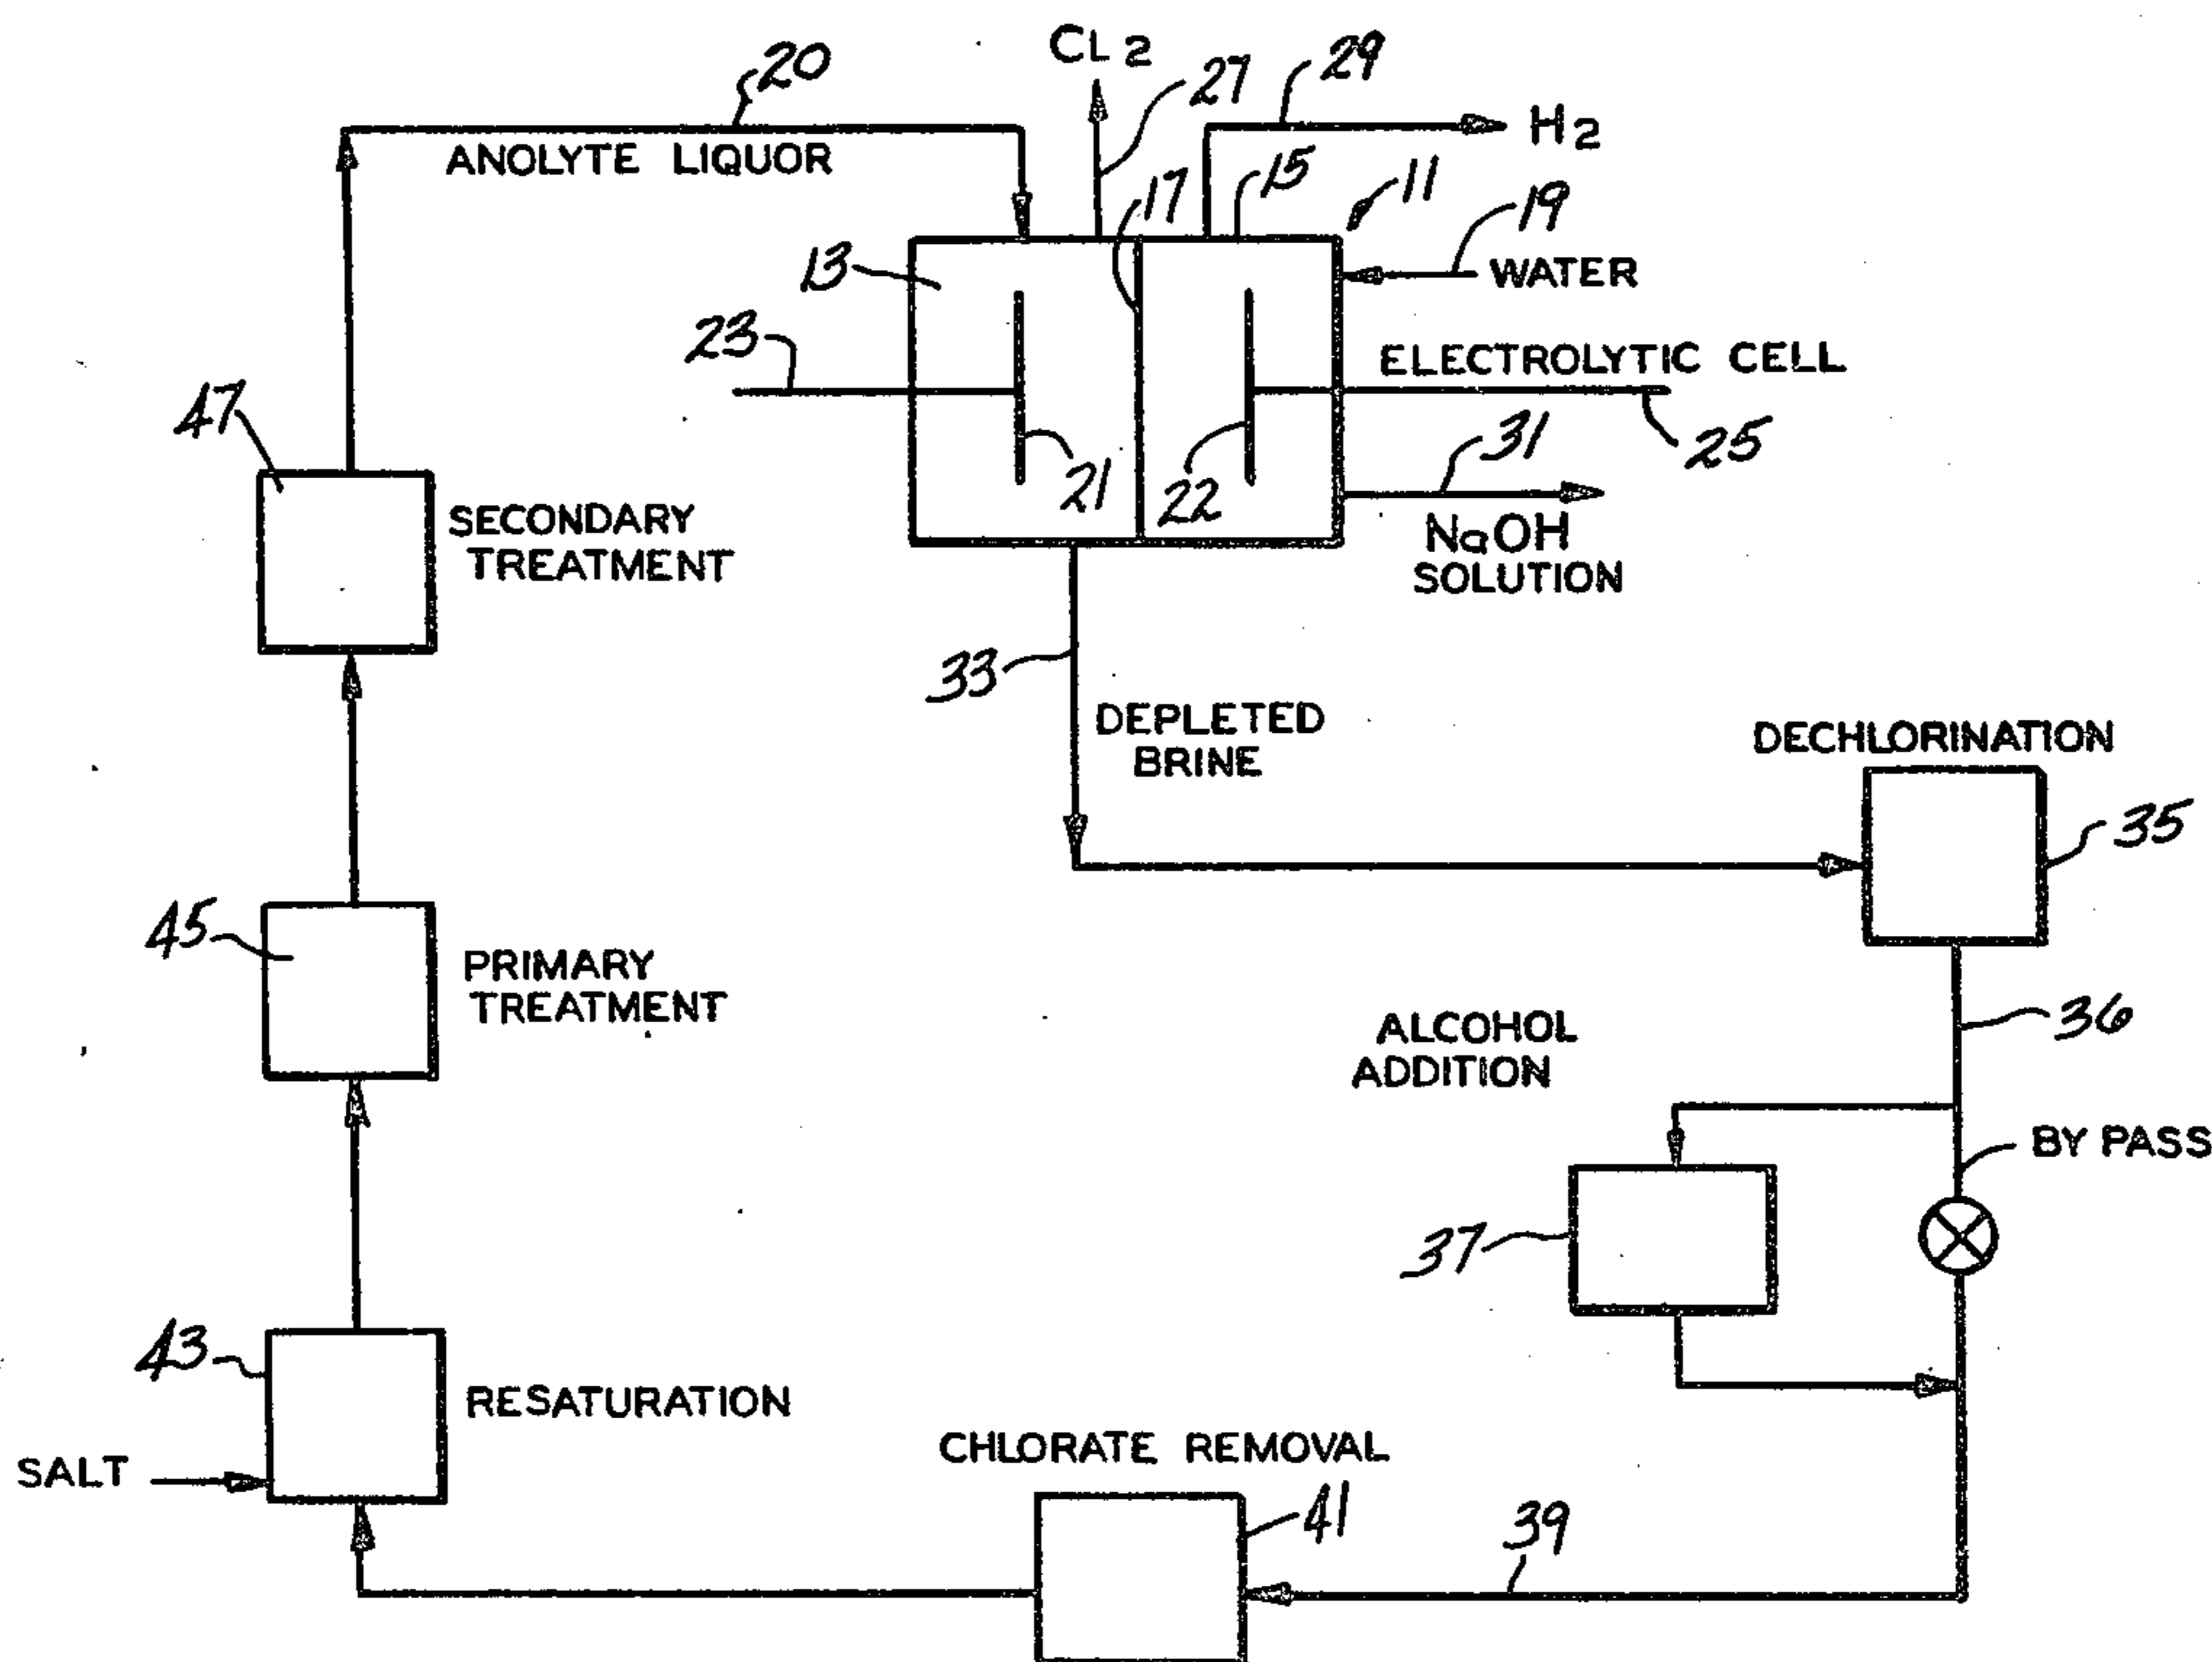 CL2
20
27
29
H2
ANOLYTE LIQUOR
17
15
11
19
WATER
13
23
ELECTROLYTIC CELL
25
47
21
22
31
NaOH
SOLUTION
SECONDARY
TREATMENT
33
DEPLETED
BRINE
DECHLORINATION
35
45
PRIMARY
TREATMENT
36
ALCOHOL
ADDITION
BY PASS
37
43
RESATURATION
SALT
CHLORATE REMOVAL
41
39